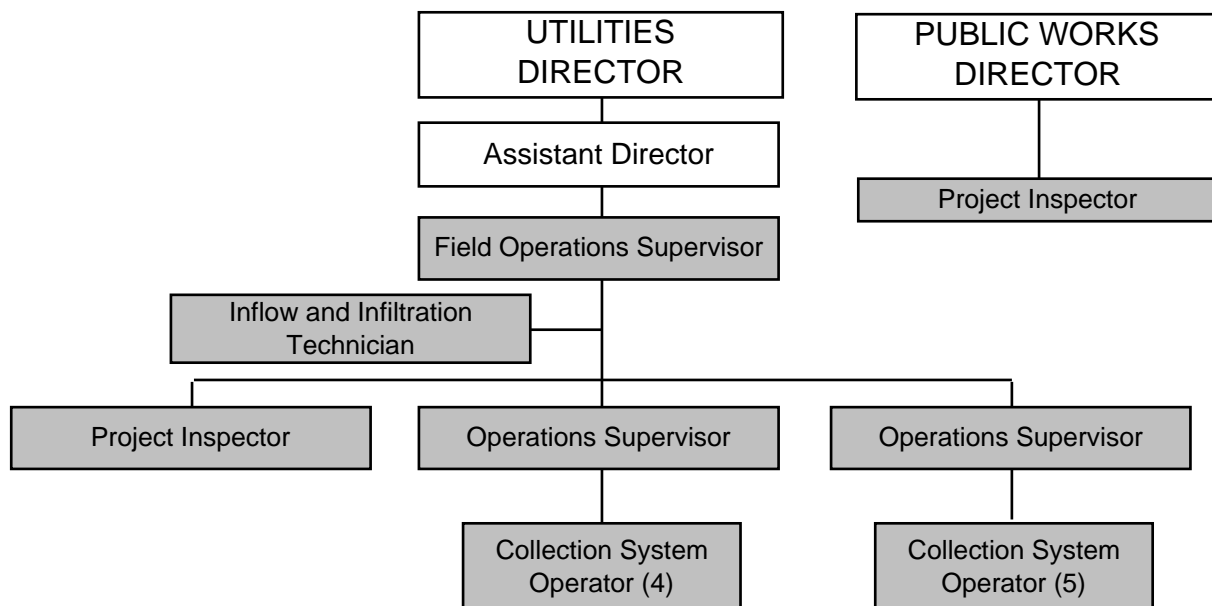 UTILITIES
DIRECTOR
PUBLIC WORKS
DIRECTOR
Assistant Director
Project Inspector
Field Operations Supervisor
Inflow and Infiltration
Technician
Project Inspector
Operations Supervisor
Operations Supervisor
Collection System
Operator (4)
Collection System
Operator (5)